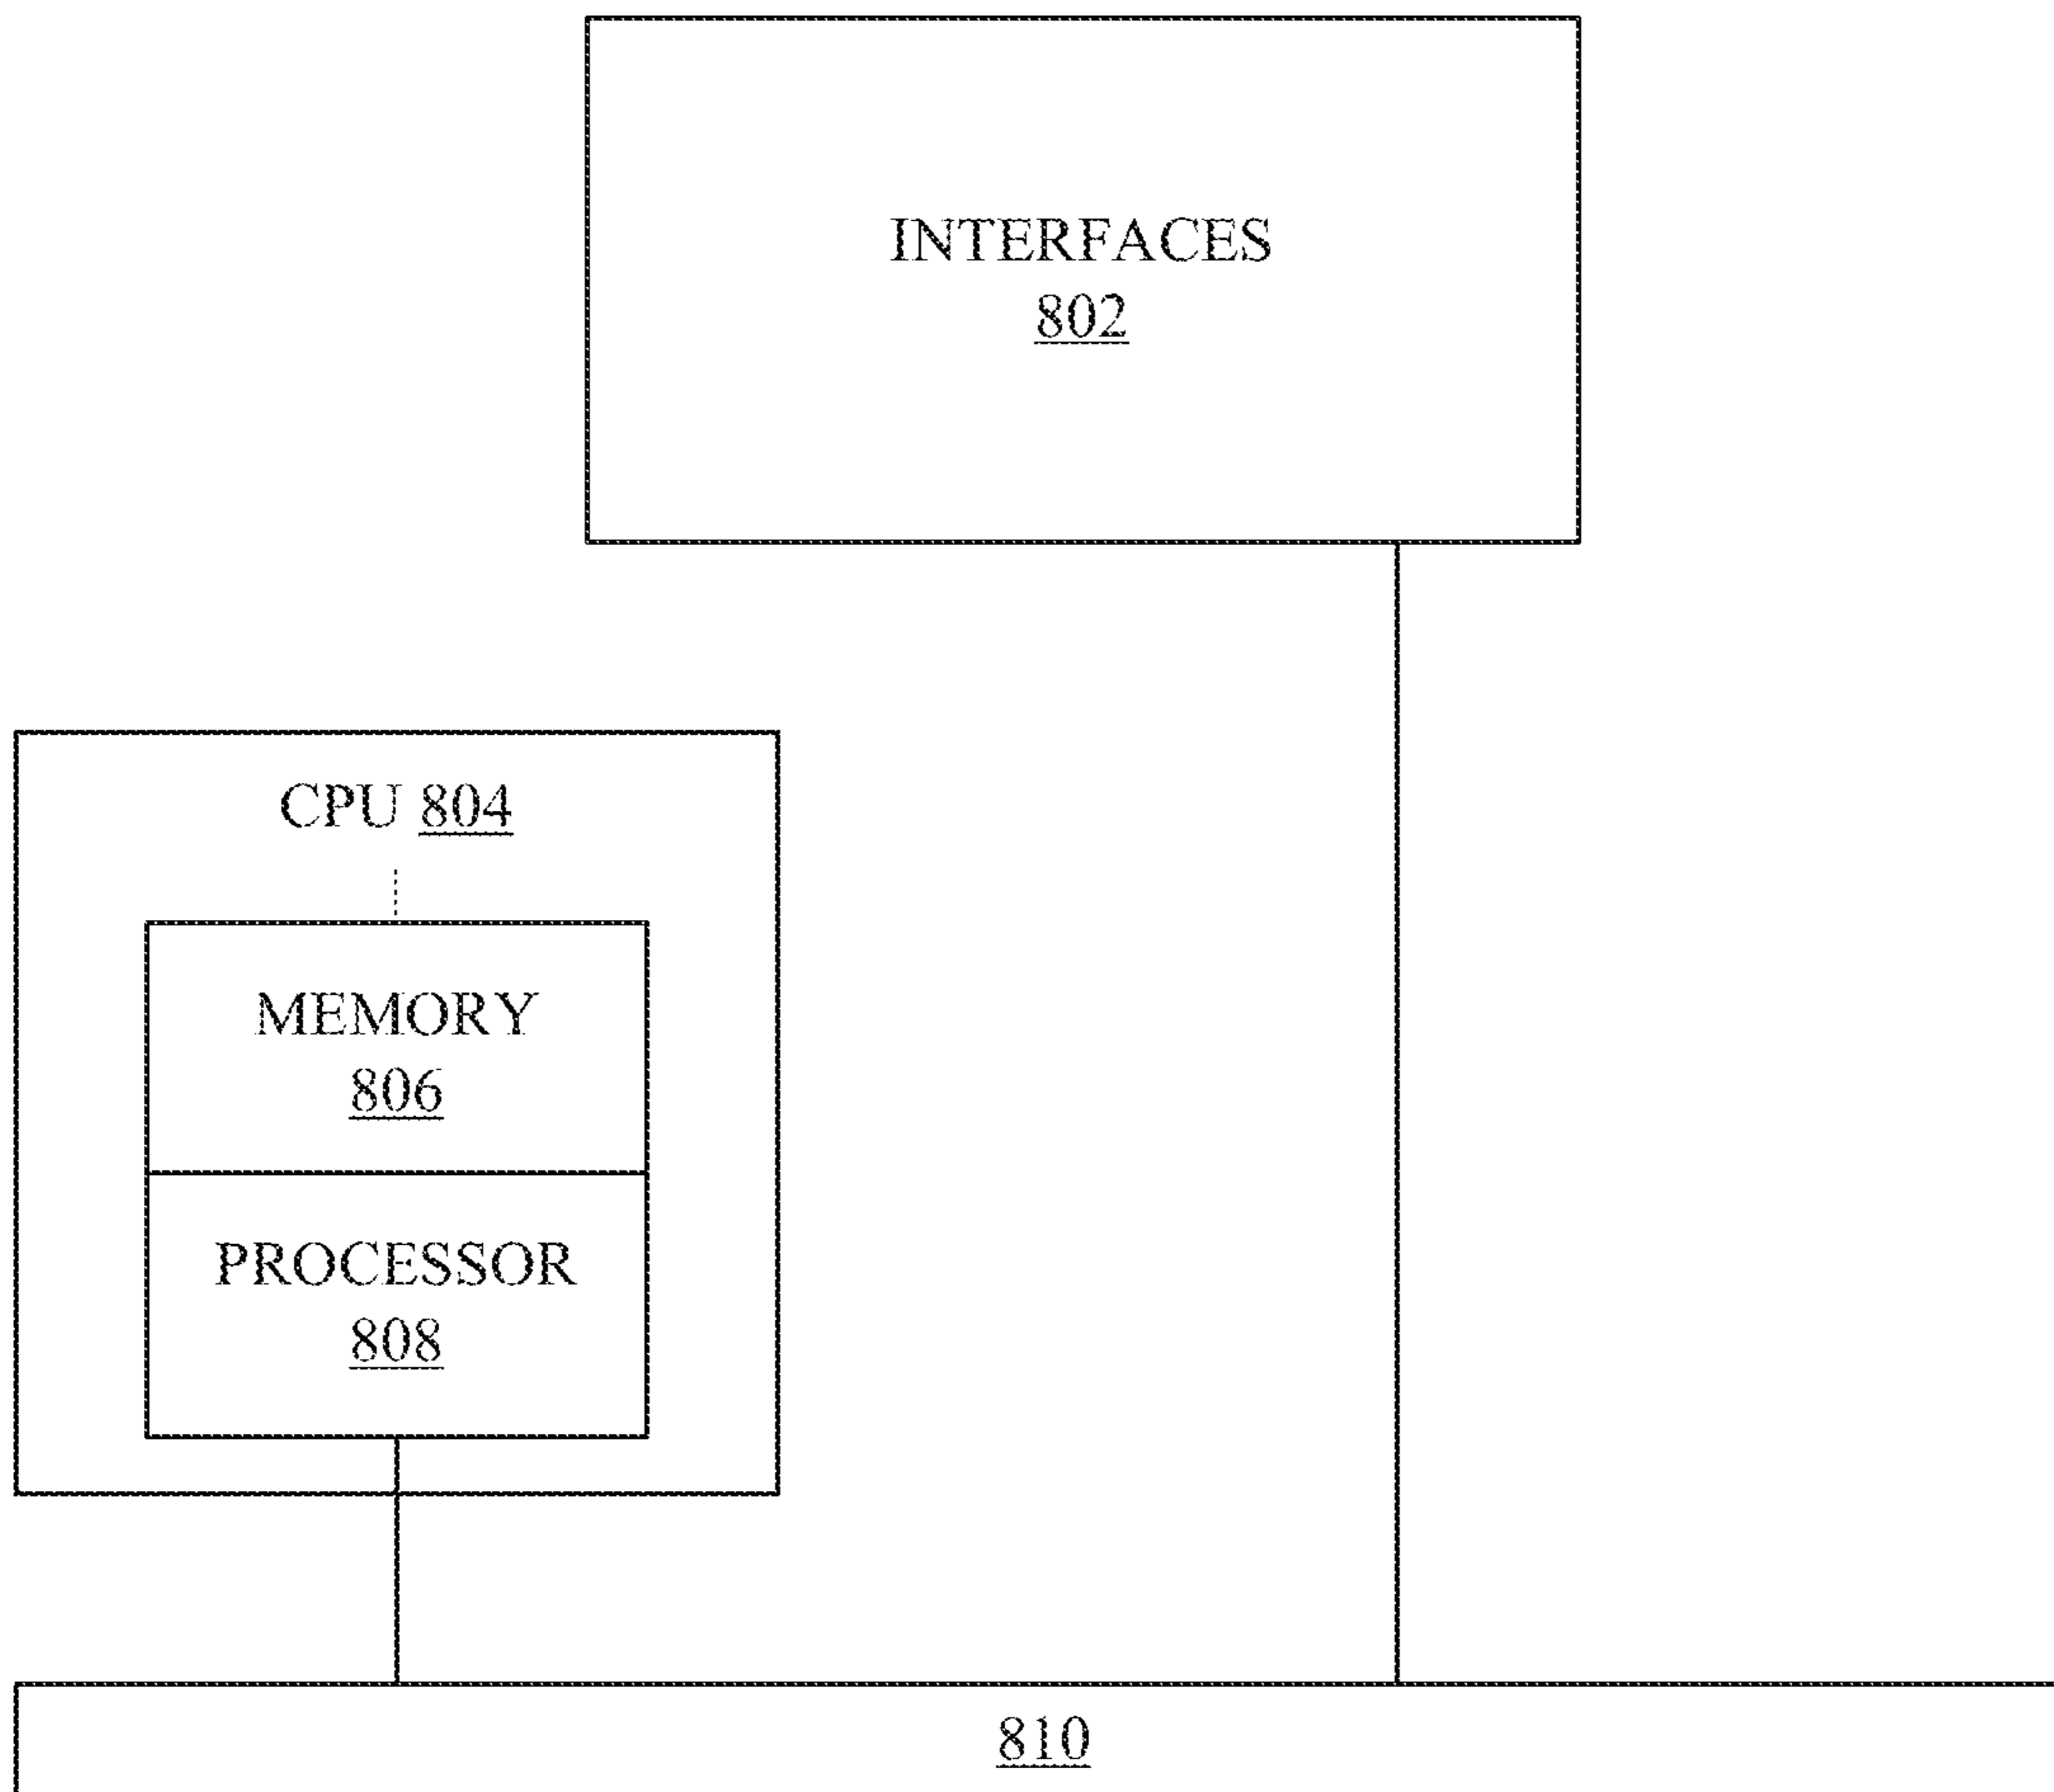 INTERFACES
802
CPU 804
MEMORY
806
PROCESSOR
808
810